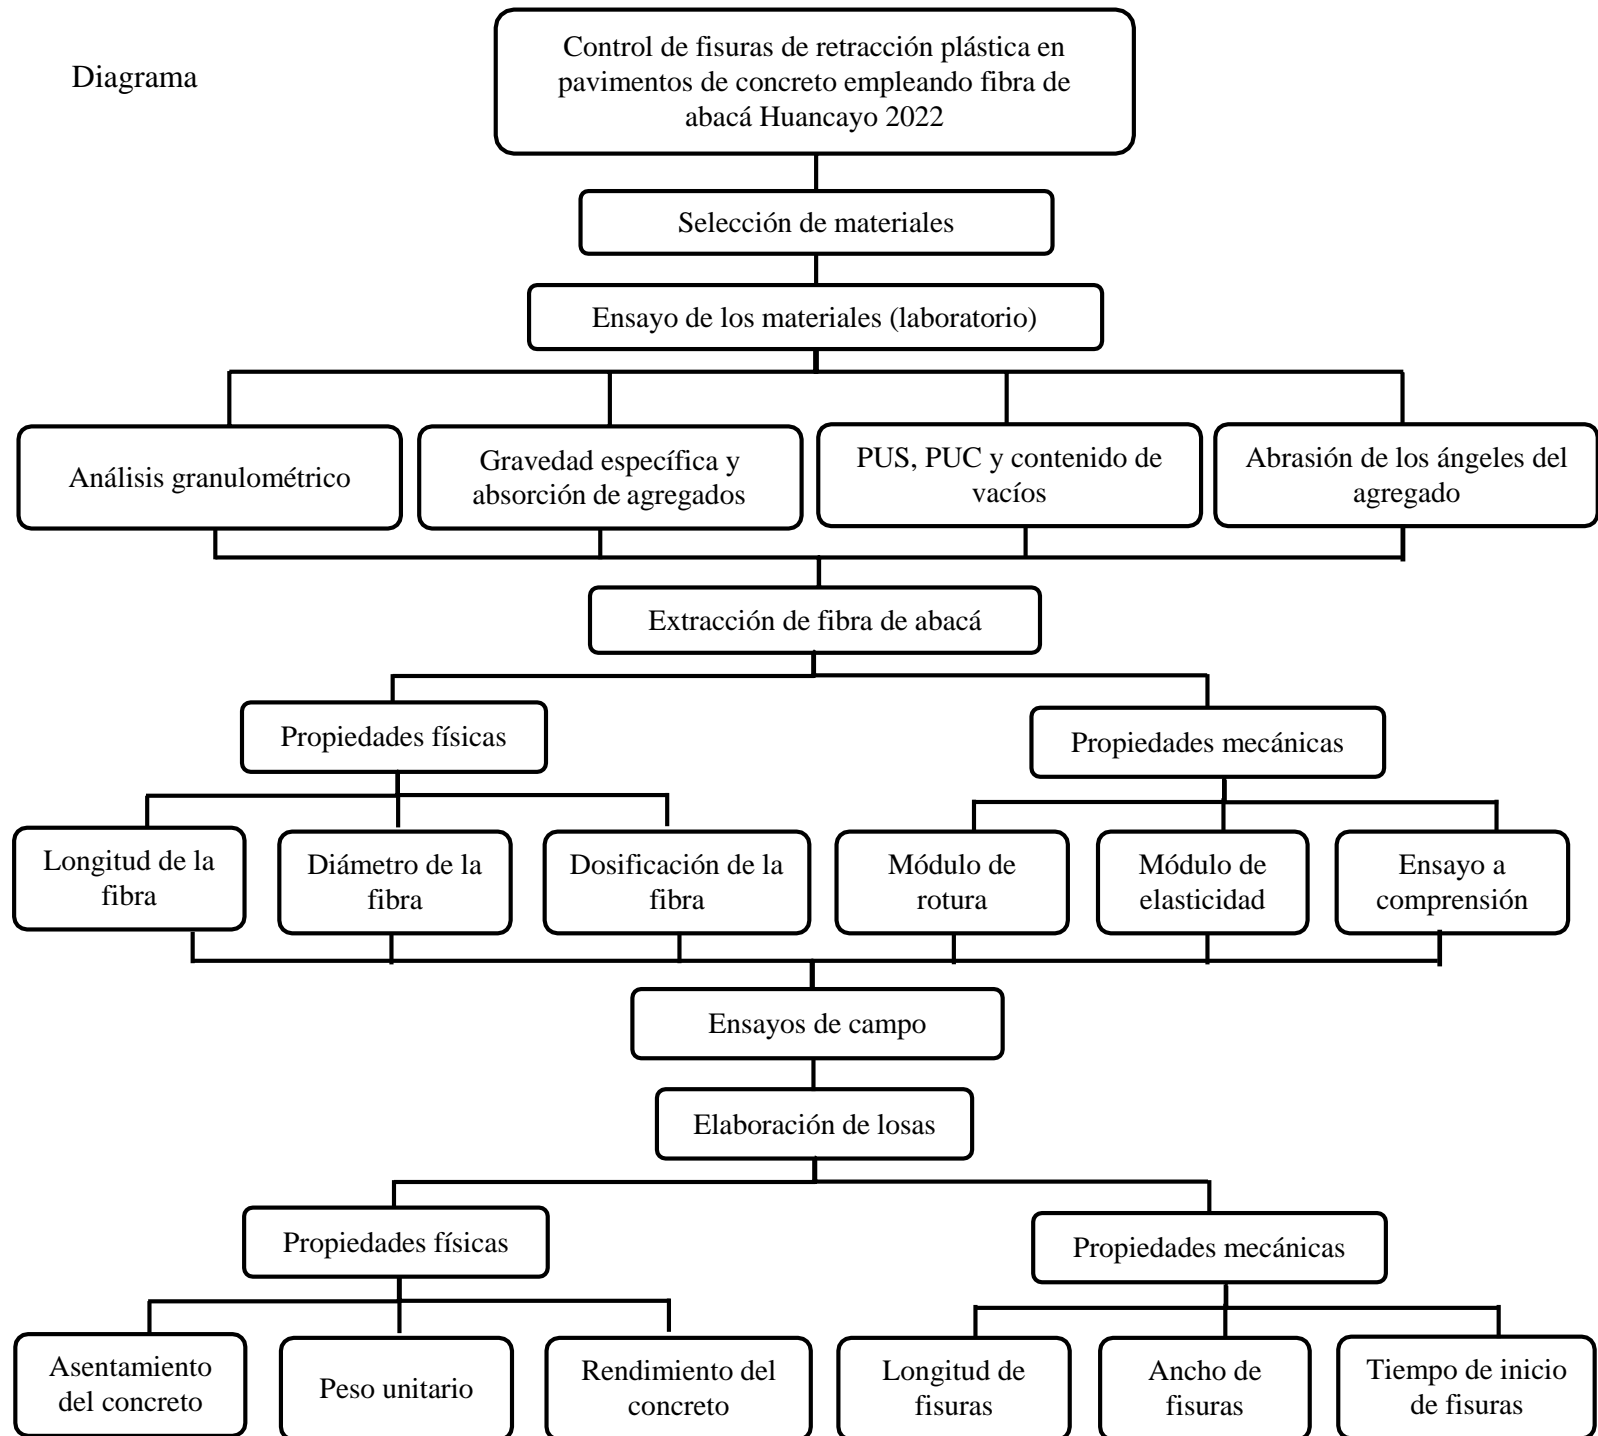 Diagrama
Control de fisuras de retracción plástica en
pavimentos de concreto empleando fibra de
abacá Huancayo 2022
Selección de materiales
Ensayo de los materiales (laboratorio)
Análisis granulométrico
Gravedad específica y
absorción de agregados
PUS, PUC y contenido de
vacíos
Abrasión de los ángeles del
agregado
Extracción de fibra de abacá
Propiedades físicas
Propiedades mecánicas
Longitud de la
fibra
Diámetro de la
fibra
Dosificación de la
fibra
Módulo de
rotura
Módulo de
elasticidad
Ensayo a
comprensión
Ensayos de campo
Elaboración de losas
Propiedades físicas
Propiedades mecánicas
Asentamiento
del concreto
Peso unitario
Rendimiento del
concreto
Longitud de
fisuras
Ancho de
fisuras
Tiempo de inicio
de fisuras